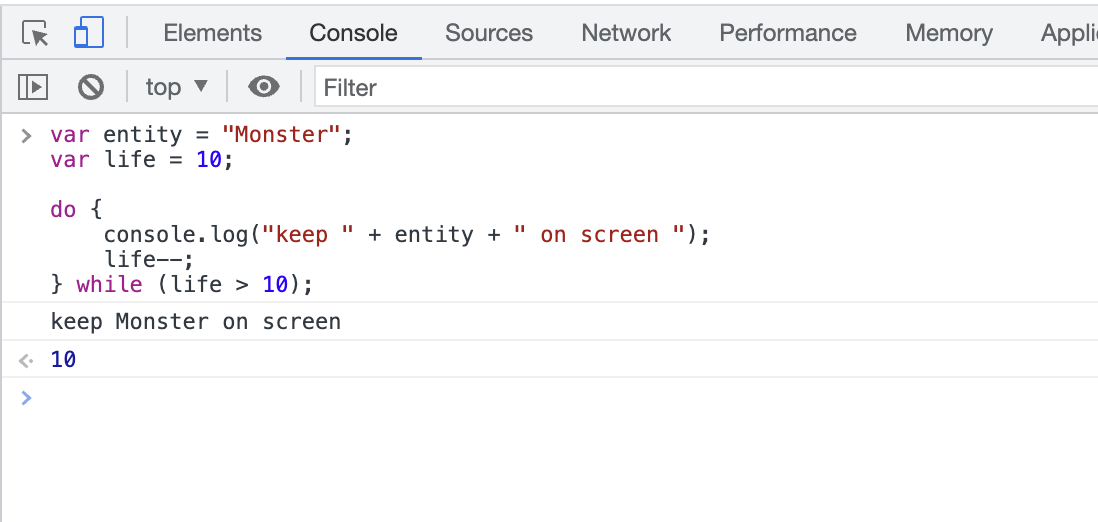 Elements Console Sources Network Performance Memory Appli
top ▼ Filter
> var entity = "Monster";
var life = 10;
do {
    console.log("keep " + entity + " on screen ");
    life--;
} while (life > 10);
keep Monster on screen
10
>